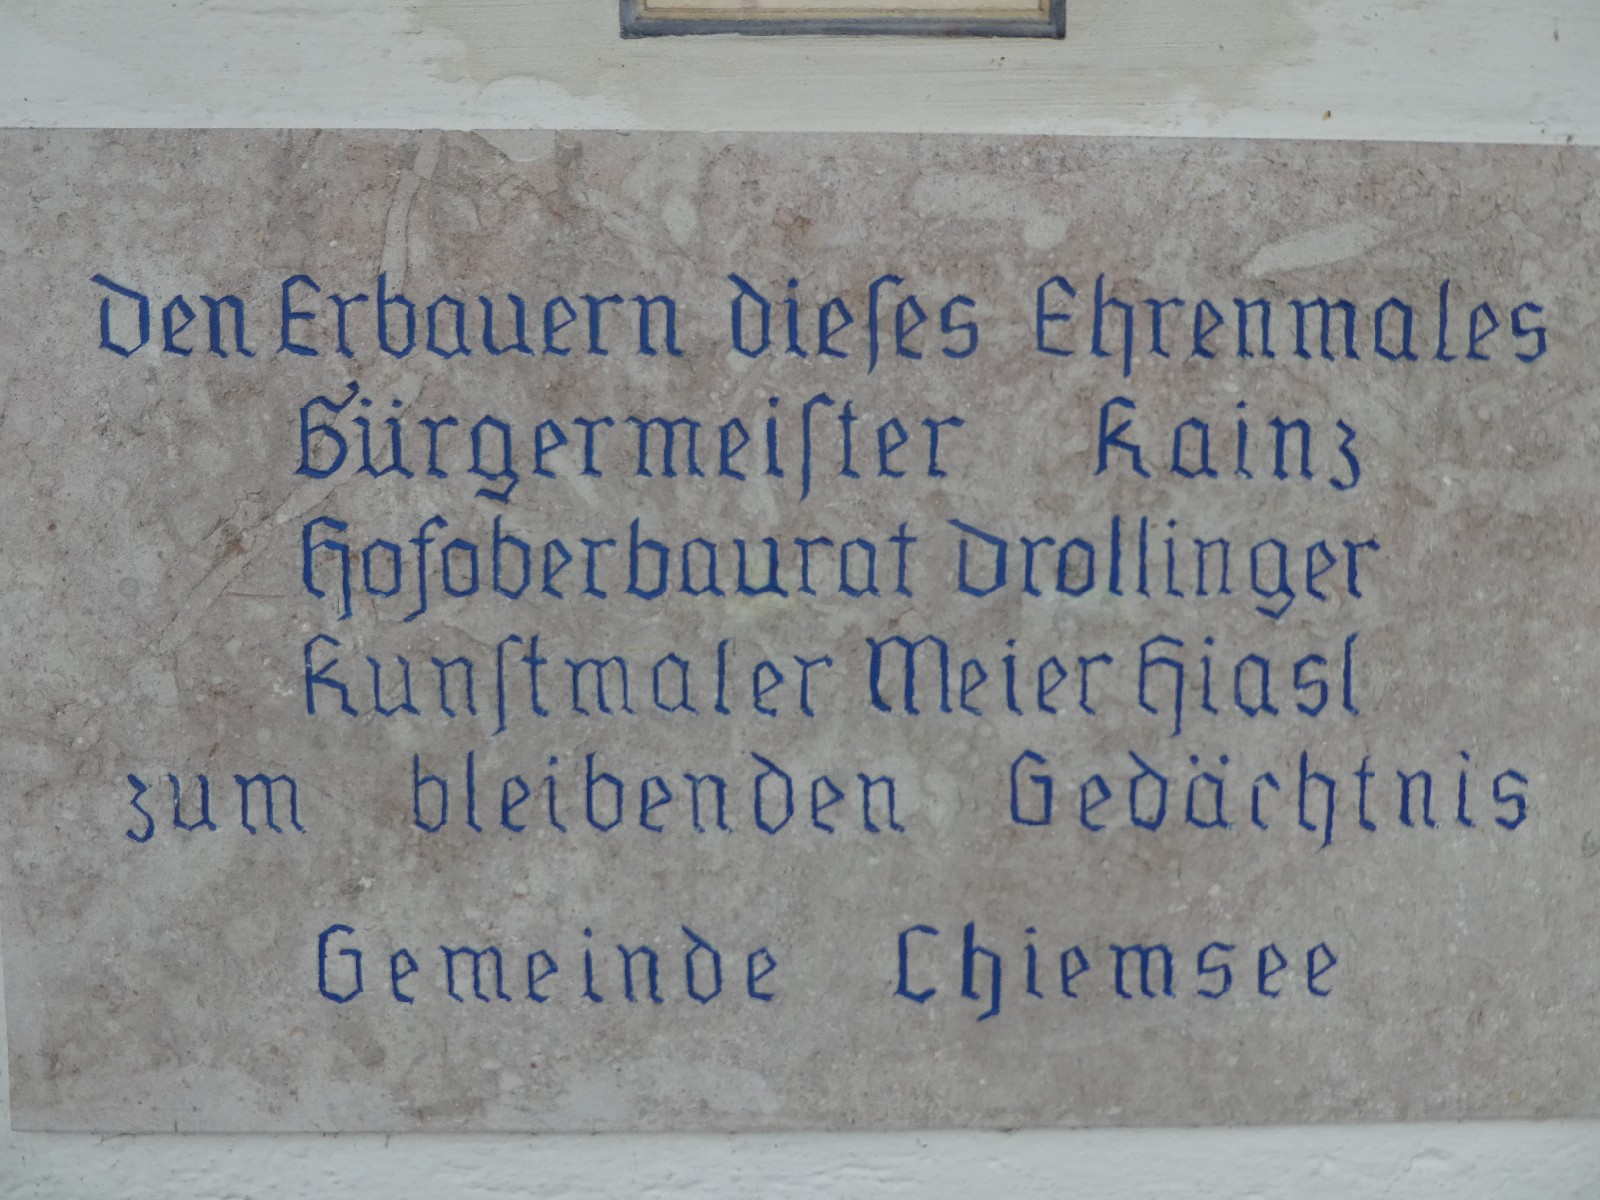 Den Erbauern dieſes Ehrenmales
Bürgermeiſter Kainz
Hofoberbaurat Drollinger
Kunſtmaler Meier Hiasl
zum bleibenden Gedächtnis
Gemeinde Chiemsee